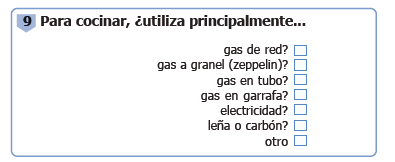 9 Para cocinar, ¿utiliza principalmente...
gas de red?
gas a granel (zeppelin)?
gas en tubo?
gas en garrafa?
electricidad?
leña o carbón?
otro